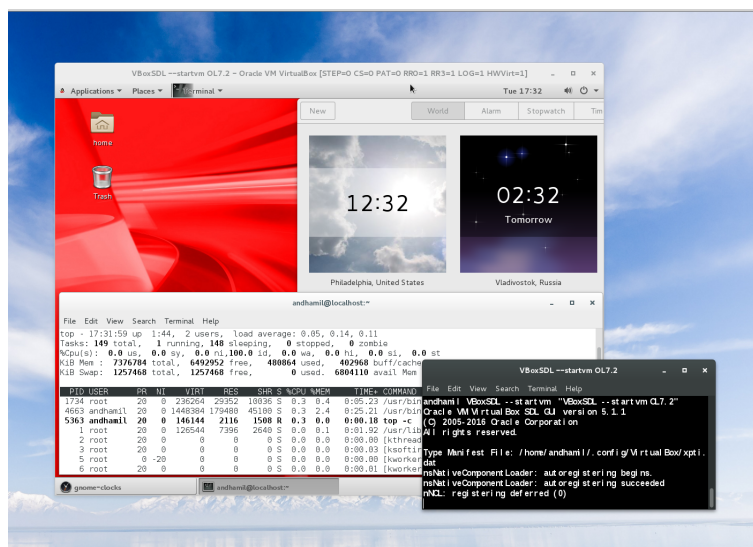 VBoxSDL --startvm OL7.2 - Oracle VM VirtualBox [STEP=0 CS=0 PAT=0 RR0=1 RR3=1 LOG=1 HWVirt=1]
Applications Places Terminal Tue 17:32
home
Trash
New World Alarm Stopwatch Tim
12:32
02:32
Tomorrow
Philadelphia, United States
Vladivostok, Russia
andhamil@localhost:~
File Edit View Search Terminal Help
top - 17:31:59 up 1:44, 2 users, load average: 0.05, 0.14, 0.11
Tasks: 149 total, 1 running, 148 sleeping, 0 stopped, 0 zombie
%Cpu(s): 0.0 us, 0.0 sy, 0.0 ni,100.0 id, 0.0 wa, 0.0 hi, 0.0 si, 0.0 st
KiB Mem : 7376784 total, 6492952 free, 480864 used, 402968 buff/cache
KiB Swap: 1257468 total, 1257468 free, 0 used. 6804110 avail Mem
PID USER PR NI VIRT RES SHR S %CPU %MEM TIME+ COMMAND
1734 root 20 0 236264 29352 10036 S 0.3 0.4 0:05.23 /usr/bin
4663 andhamil 20 0 1448384 179480 45100 S 0.3 2.4 0:25.21 /usr/bin
5363 andhamil 20 0 146144 2116 1508 R 0.3 0.0 0:00.18 top -c
1 root 20 0 126544 7396 2640 S 0.0 0.1 0:01.92 /usr/lib
2 root 20 0 0 0 0 S 0.0 0.0 0:00.00 [kthread
3 root 20 0 0 0 0 S 0.0 0.0 0:00.03 [ksoftir
5 root 0 -20 0 0 0 S 0.0 0.0 0:00.00 [kworker
6 root 20 0 0 0 0 S 0.0 0.0 0:00.01 [kworker
gnome-clocks
andhamil@localhost:~
VBoxSDL --startvm OL7.2
File Edit View Search Terminal Help
andhamil VBoxSDL --startvm "VBoxSDL --startvm OL7.2"
Oracle VM VirtualBox SDL GUI version 5.1.1
(C) 2005-2016 Oracle Corporation
All rights reserved.
Type Manifest File: /home/andhamil/.config/VirtualBox/xpti.
dat
nsNativeComponentLoader: autoregistering begins.
nsNativeComponentLoader: autoregistering succeeded
nNCL: registering deferred (0)